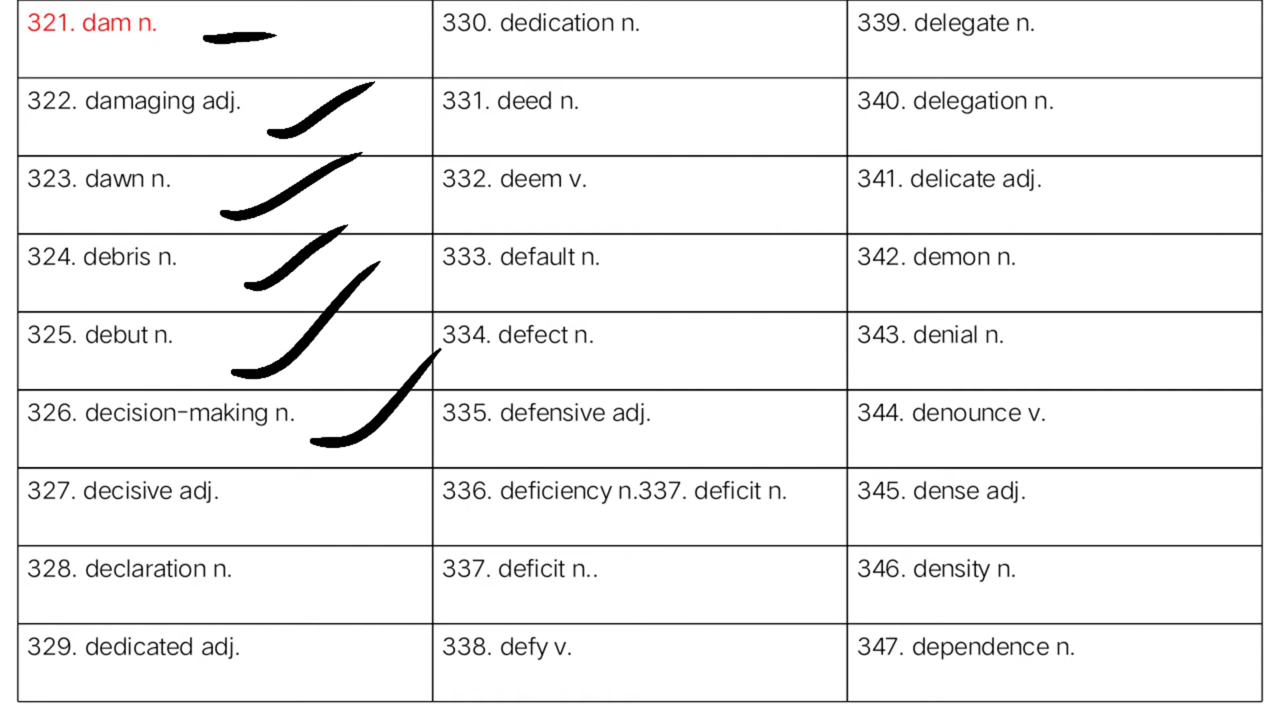 321. dam n.
322. damaging adj.
323. dawn n.
324. debris n.
325. debut n.
326. decision-making n.
327. decisive adj.
328. declaration n.
329. dedicated adj.
330. dedication n.
331. deed n.
332. deem v.
333. default n.
334. defect n.
335. defensive adj.
336. deficiency n.337. deficit n.
337. deficit n..
338. defy v.
339. delegate n.
340. delegation n.
341. delicate adj.
342. demon n.
343. denial n.
344. denounce v.
345. dense adj.
346. density n.
347. dependence n.